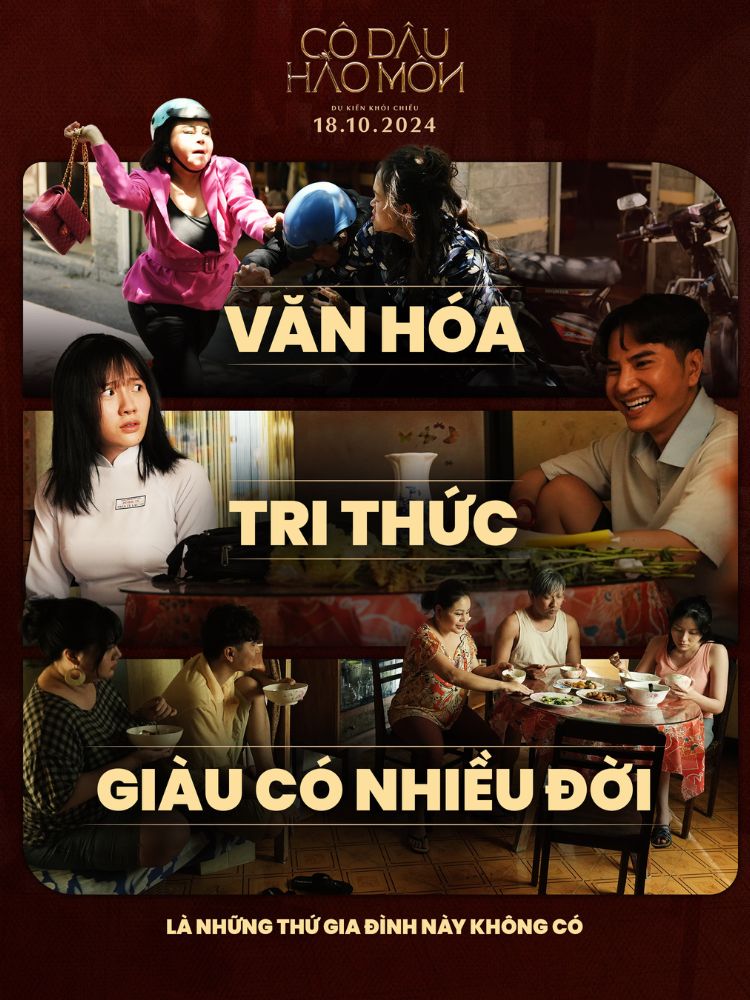 CÔ DÂU
HÀO MÔN
DỰ KIẾN KHỞI CHIẾU
18.10.2024
VĂN HÓA
TRI THỨC
GIÀU CÓ NHIỀU ĐỜI
LÀ NHỮNG THỨ GIA ĐÌNH NÀY KHÔNG CÓ